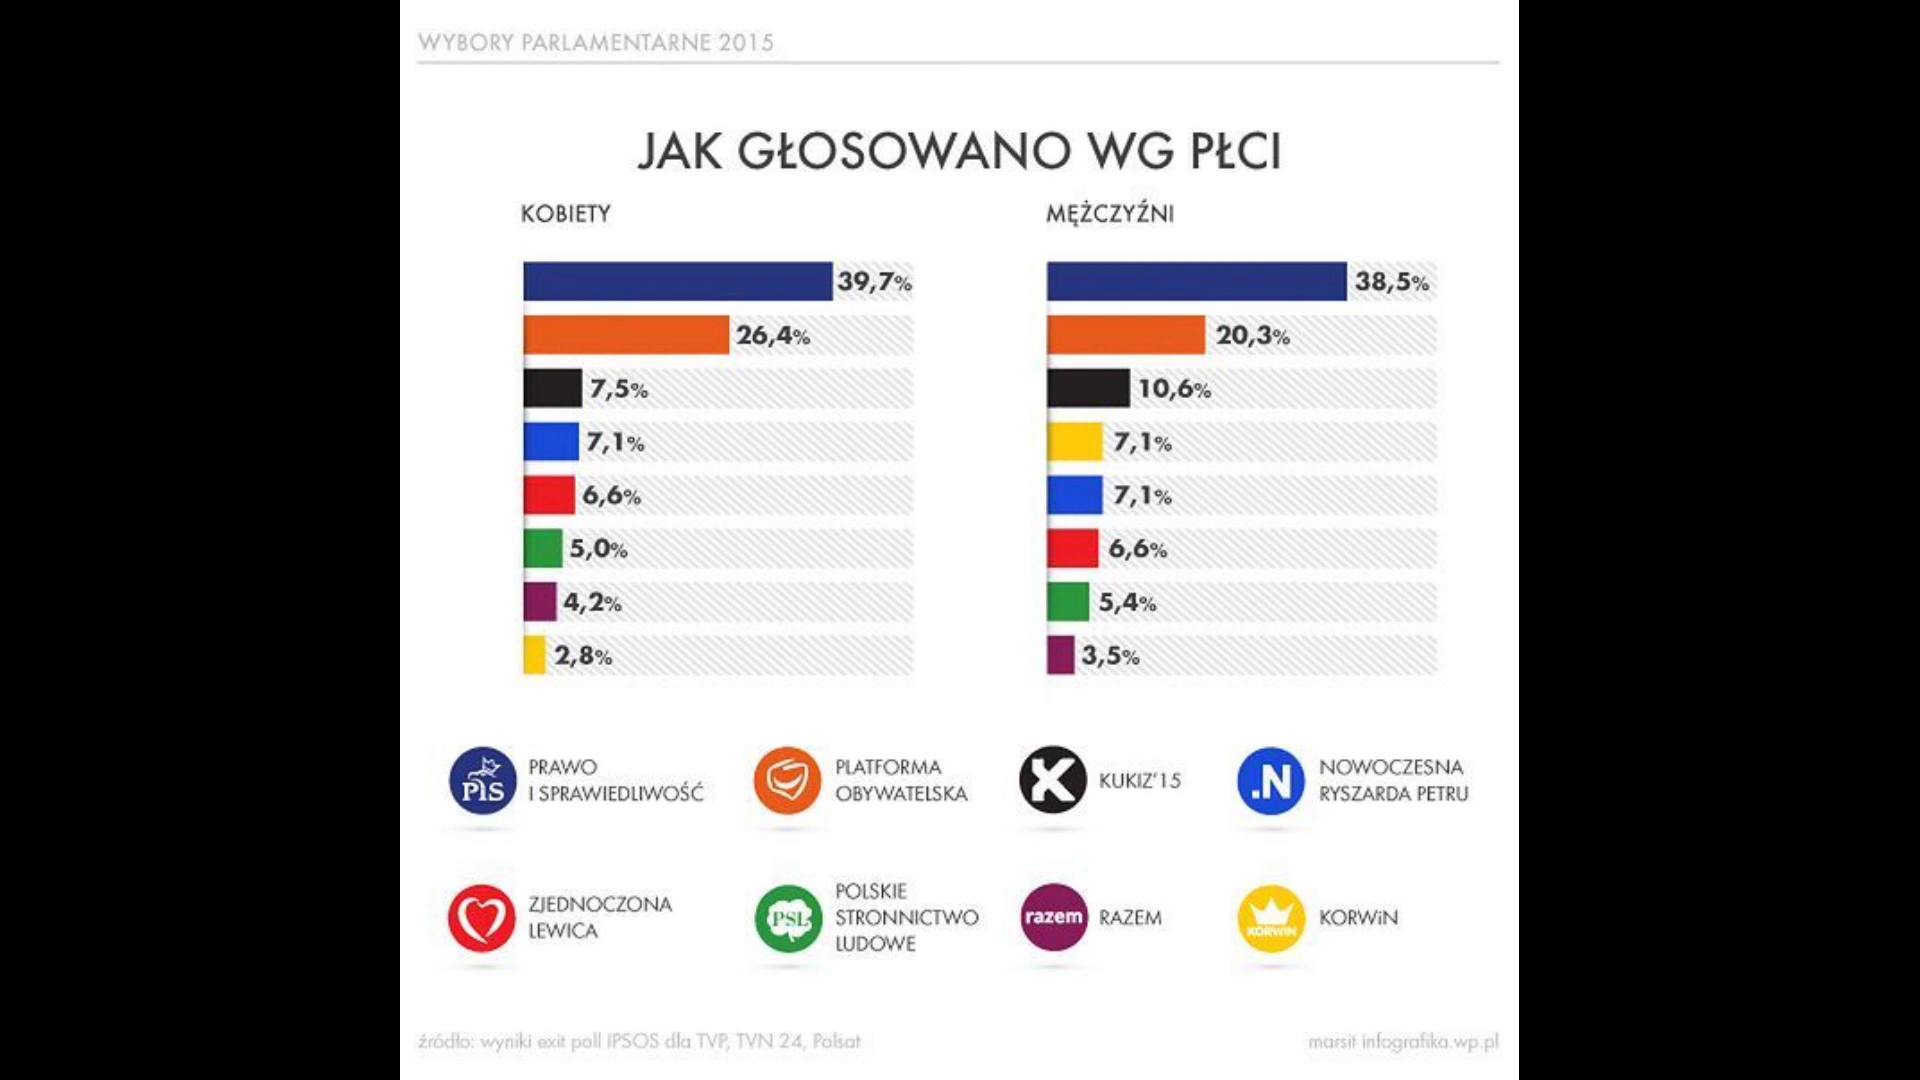 WYBORY PARLAMENTARNE 2015
JAK GŁOSOWANO WG PŁCI
KOBIETY
39,7%
26,4%
7,5%
7,1%
6,6%
5,0%
4,2%
2,8%
MĘŻCZYŹNI
38,5%
20,3%
10,6%
7,1%
7,1%
6,6%
5,4%
3,5%
PiS
PRAWO
I SPRAWIEDLIWOŚĆ
PLATFORMA
OBYWATELSKA
K
KUKIZ'15
.N
NOWOCZESNA
RYSZARDA PETRU
ZJEDNOCZONA
LEWICA
PSL
POLSKIE
STRONNICTWO
LUDOWE
razem
RAZEM
KORWiN
KORWiN
źródło: wyniki exit poll IPSOS dla TVP, TVN 24, Polsat
marsit infografika.wp.pl